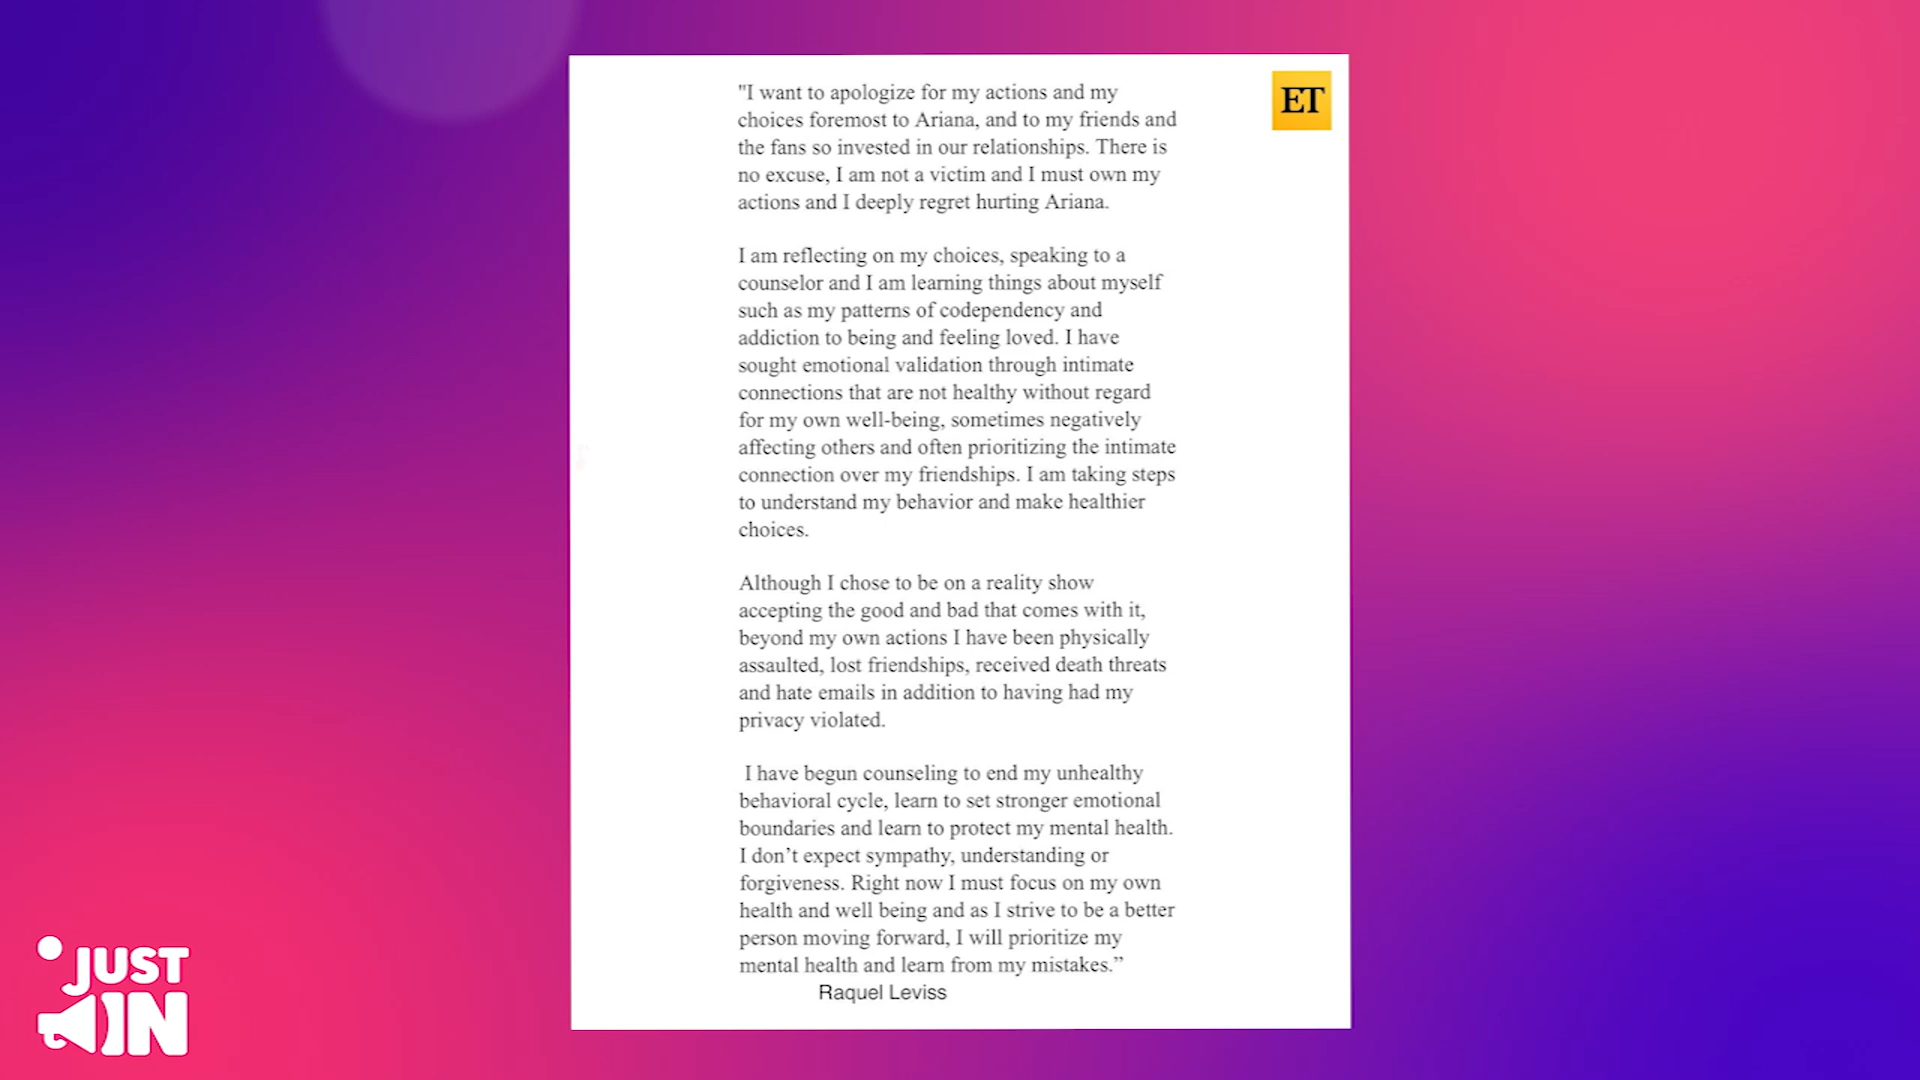 "I want to apologize for my actions and my
choices foremost to Ariana, and to my friends and
the fans so invested in our relationships. There is
no excuse, I am not a victim and I must own my
actions and I deeply regret hurting Ariana.
I am reflecting on my choices, speaking to a
counselor and I am learning things about myself
such as my patterns of codependency and
addiction to being and feeling loved. I have
sought emotional validation through intimate
connections that are not healthy without regard
for my own well-being, sometimes negatively
affecting others and often prioritizing the intimate
connection over my friendships. I am taking steps
to understand my behavior and make healthier
choices.
Although I chose to be on a reality show
accepting the good and bad that comes with it,
beyond my own actions I have been physically
assaulted, lost friendships, received death threats
and hate emails in addition to having had my
privacy violated.
I have begun counseling to end my unhealthy
behavioral cycle, learn to set stronger emotional
boundaries and learn to protect my mental health.
I don’t expect sympathy, understanding or
forgiveness. Right now I must focus on my own
health and well being and as I strive to be a better
person moving forward, I will prioritize my
mental health and learn from my mistakes.”
Raquel Leviss
ET
JUST
IN